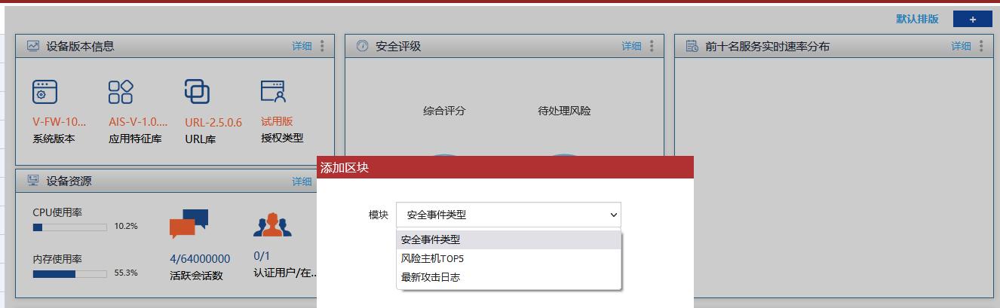 默认排版
+
设备版本信息
详细
安全评级
详细
前十名服务实时速率分布
详细
V-FW-10...
AIS-V-1.0....
URL-2.5.0.6
试用版
系统版本
应用特征库
URL库
授权类型
综合评分
待处理风险
设备资源
详细
CPU使用率
10.2%
内存使用率
55.3%
4/64000000
活跃会话数
0/1
认证用户/在...
添加区块
模块
安全事件类型
安全事件类型
风险主机TOP5
最新攻击日志